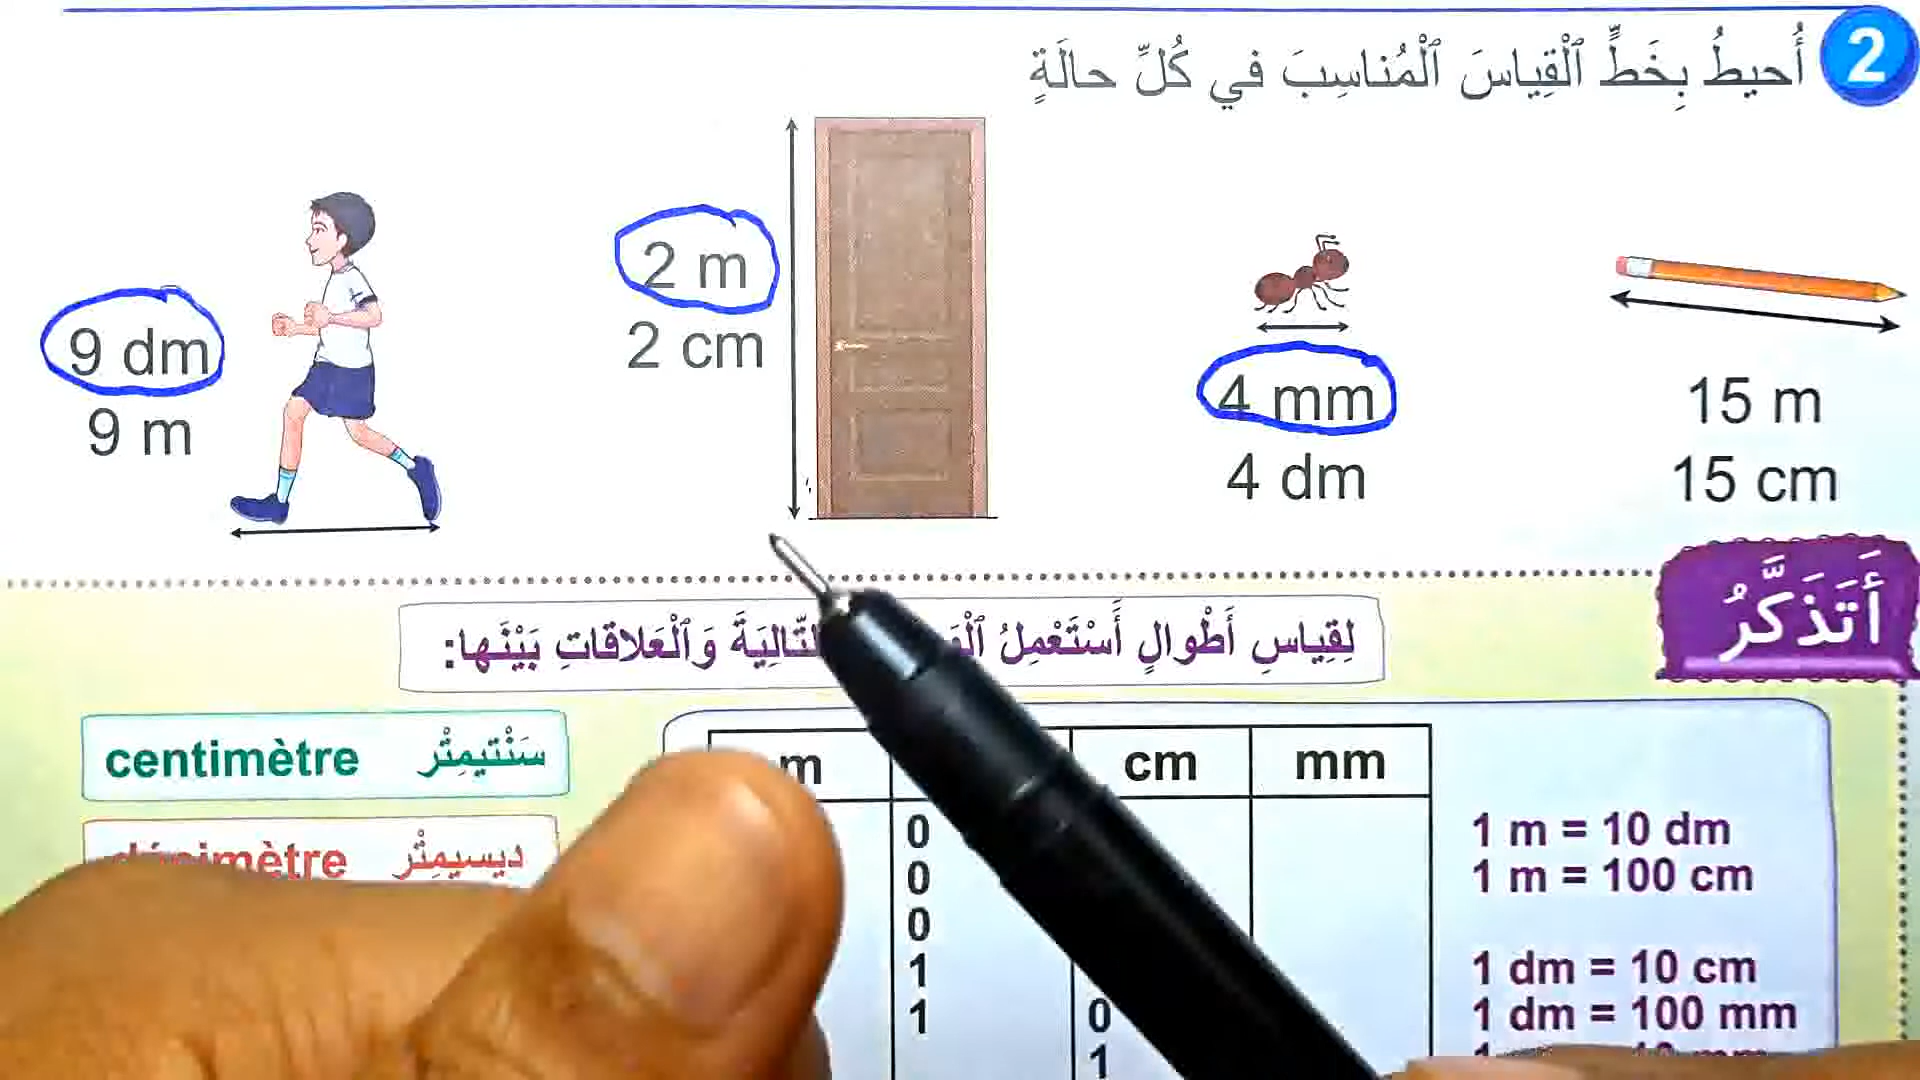 2 أُحيطُ بِخَطٍّ ٱلْقِياسَ ٱلْمُناسِبَ في كُلِّ حالَةٍ
15 m
15 cm
4 mm
4 dm
2 m
2 cm
9 dm
9 m
أَتَذَكَّرُ
لِقِياسِ أَطْوالٍ أَسْتَعْمِلُ التّالِيَةَ وَٱلْعَلاقاتِ بَيْنَها:
centimètre سَنْتيمِتْر
décimètre ديسيمِتْر
m cm mm
0
0
0
1
1 0
1
1 m = 10 dm
1 m = 100 cm
1 dm = 10 cm
1 dm = 100 mm